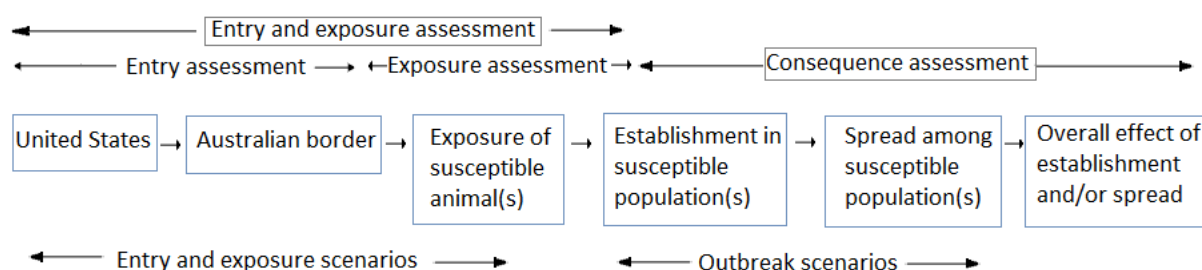 Entry and exposure assessment
Entry assessment
Exposure assessment
Consequence assessment
United States
Australian border
Exposure of
susceptible
animal(s)
Establishment in
susceptible
population(s)
Spread among
susceptible
population(s)
Overall effect of
establishment
and/or spread
Entry and exposure scenarios
Outbreak scenarios